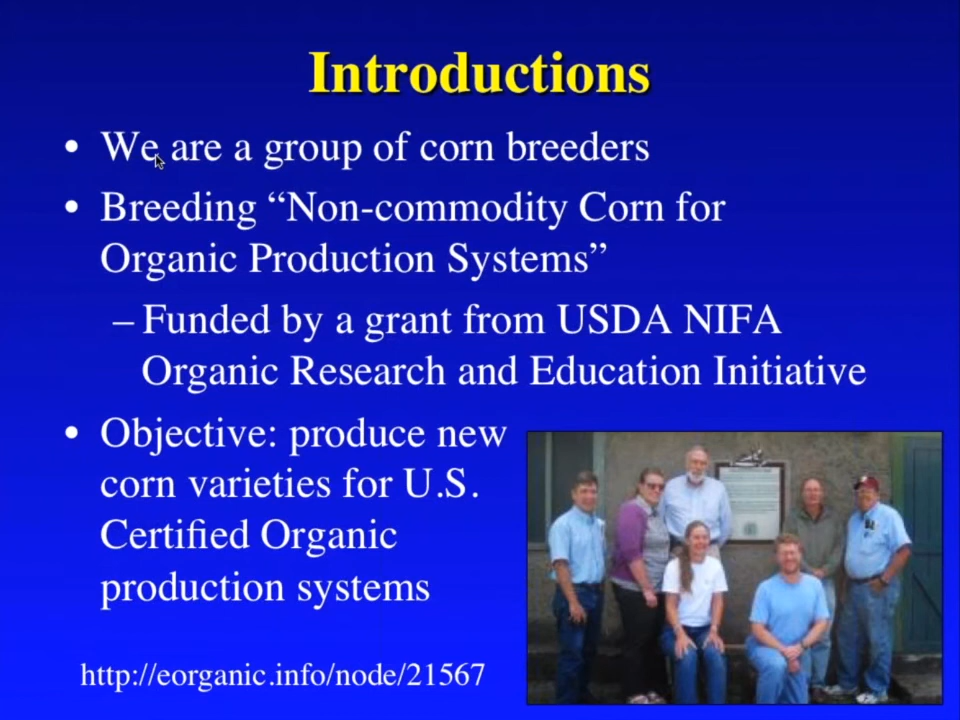 Introductions
• We are a group of corn breeders
• Breeding “Non-commodity Corn for
Organic Production Systems”
– Funded by a grant from USDA NIFA
Organic Research and Education Initiative
• Objective: produce new
corn varieties for U.S.
Certified Organic
production systems
http://eorganic.info/node/21567